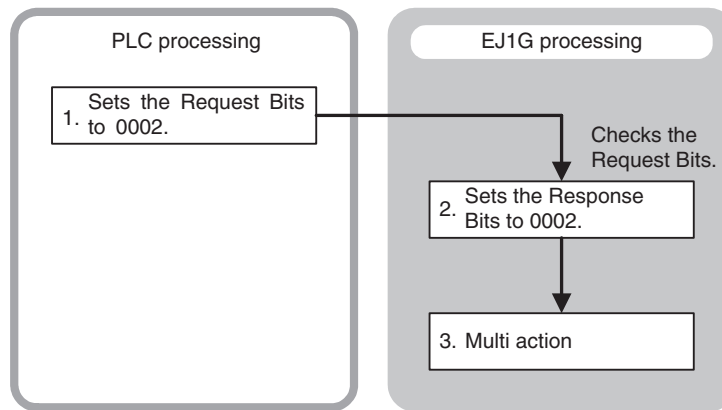 PLC processing
EJ1G processing
1. Sets the Request Bits
to 0002.
Checks the
Request Bits.
2. Sets the Response
Bits to 0002.
3. Multi action